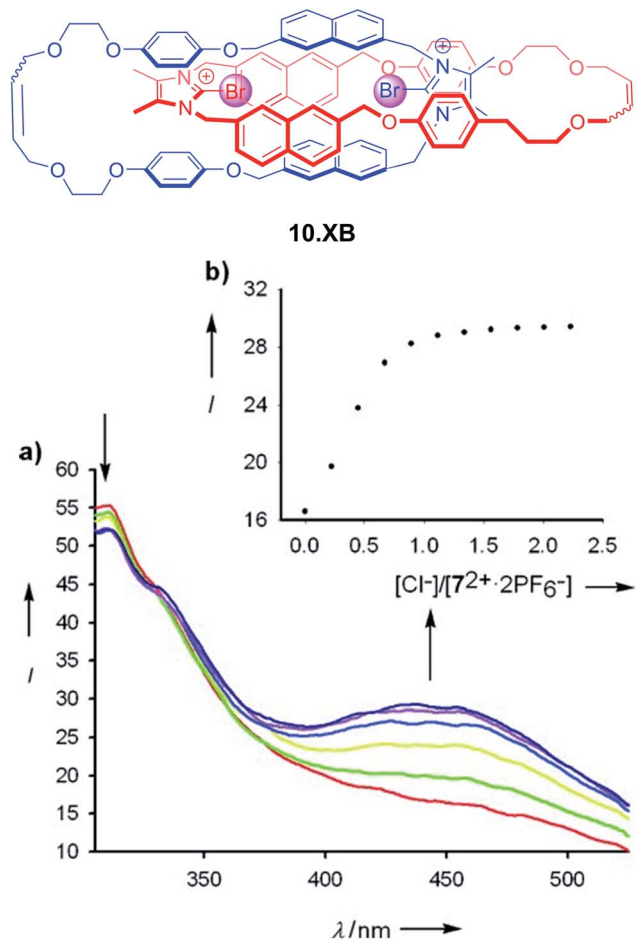 O O O O
O O O O
N Br Br N
N N
O O O
O O O O
10.XB
b)
32
28
24
20
16
I
0.0 0.5 1.0 1.5 2.0 2.5
[Cl⁻]/[7²⁺·2PF₆⁻]
a)
60
55
50
45
40
35
30
25
20
15
10
I
350 400 450 500
λ/nm